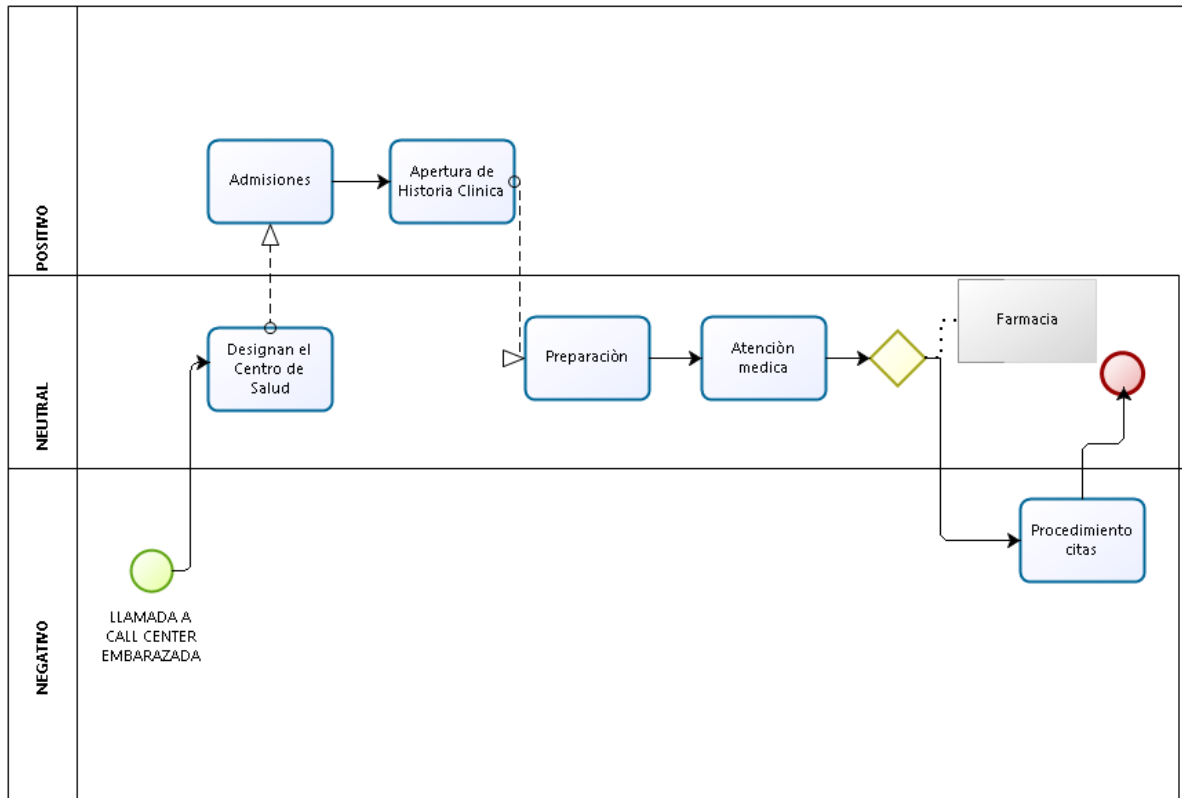 POSITIVO
Admisiones
Apertura de
Historia Clinica
NEUTRAL
Designan el
Centro de
Salud
Preparaciòn
Atenciòn
medica
Farmacia
NEGATIVO
LLAMADA A
CALL CENTER
EMBARAZADA
Procedimiento
citas